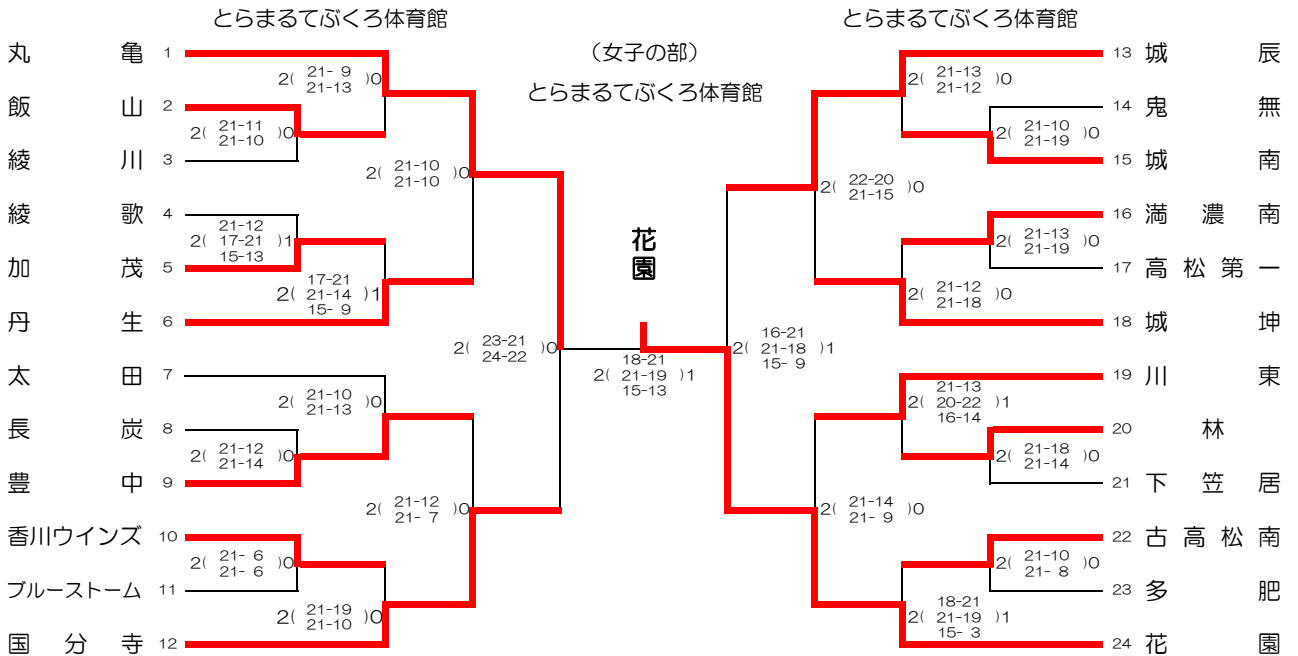 とらまるてぶくろ体育館
とらまるてぶくろ体育館
（女子の部）
とらまるてぶくろ体育館
丸亀 1
2( 21- 9 )0
21-13
飯山 2
2( 21-11 )0
21-10
綾川 3
2( 21-10 )0
21-10
綾歌 4
21-12
2( 17-21 )1
15-13
加茂 5
17-21
2( 21-14 )1
15- 9
丹生 6
2( 23-21 )0
24-22
太田 7
2( 21-10 )0
21-13
長炭 8
2( 21-12 )0
21-14
豊中 9
2( 21-12 )0
21- 7
香川ウインズ 10
2( 21- 6 )0
21- 6
ブルーストーム 11
2( 21-19 )0
21-10
国分寺 12
花園
18-21
2( 21-19 )1
15-13
13 城辰
2( 21-13 )0
21-12
14 鬼無
2( 21-10 )0
21-19
15 城南
2( 22-20 )0
21-15
16 満濃南
2( 21-13 )0
21-19
17 高松第一
2( 21-12 )0
21-18
18 城坤
16-21
2( 21-18 )1
15- 9
19 川東
21-13
2( 20-22 )1
16-14
20 林
2( 21-18 )0
21-14
21 下笠居
2( 21-14 )0
21- 9
22 古高松南
2( 21-10 )0
21- 8
23 多肥
18-21
2( 21-19 )1
15- 3
24 花園